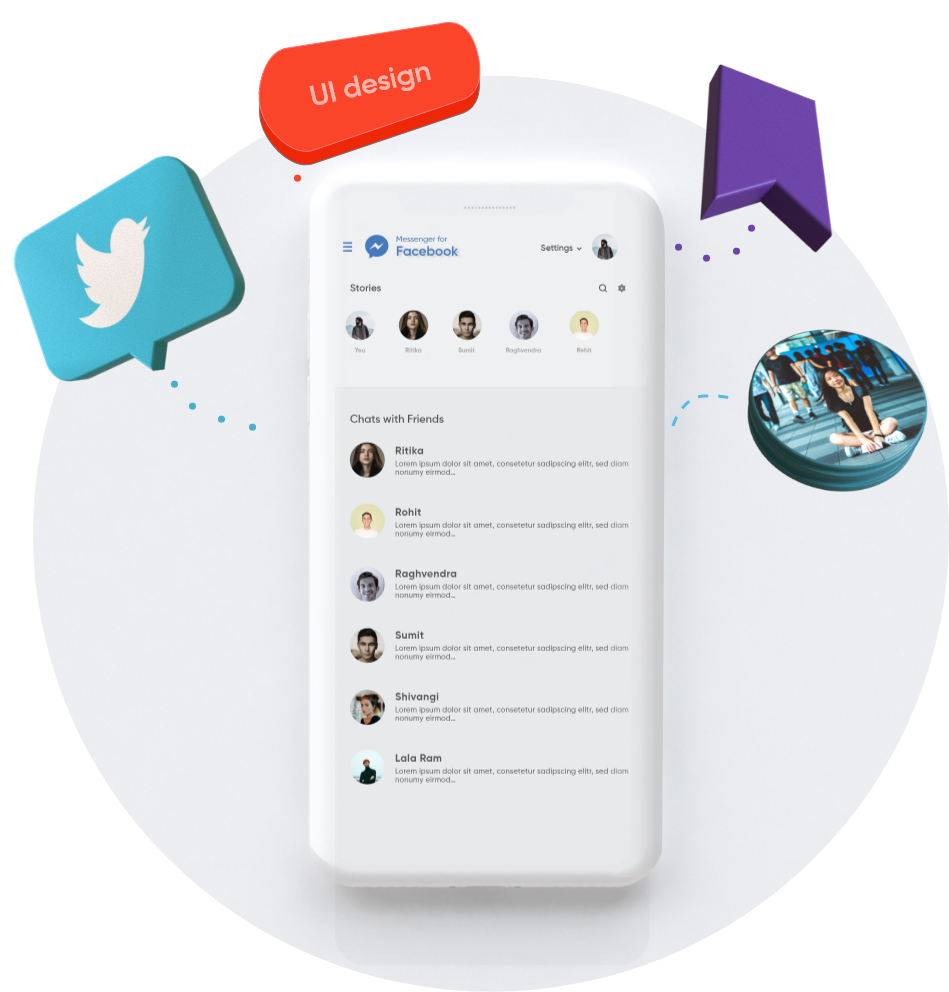 UI design
Messenger for
Facebook
Settings
Stories
You
Ritika
Sumit
Raghvendra
Rohit
Chats with Friends
Ritika
Lorem ipsum dolor sit amet, consetetur sadipscing elitr, sed diam
nonumy eirmod...
Rohit
Lorem ipsum dolor sit amet, consetetur sadipscing elitr, sed diam
nonumy eirmod...
Raghvendra
Lorem ipsum dolor sit amet, consetetur sadipscing elitr, sed diam
nonumy eirmod...
Sumit
Lorem ipsum dolor sit amet, consetetur sadipscing elitr, sed diam
nonumy eirmod...
Shivangi
Lorem ipsum dolor sit amet, consetetur sadipscing elitr, sed diam
nonumy eirmod...
Lala Ram
Lorem ipsum dolor sit amet, consetetur sadipscing elitr, sed diam
nonumy eirmod...